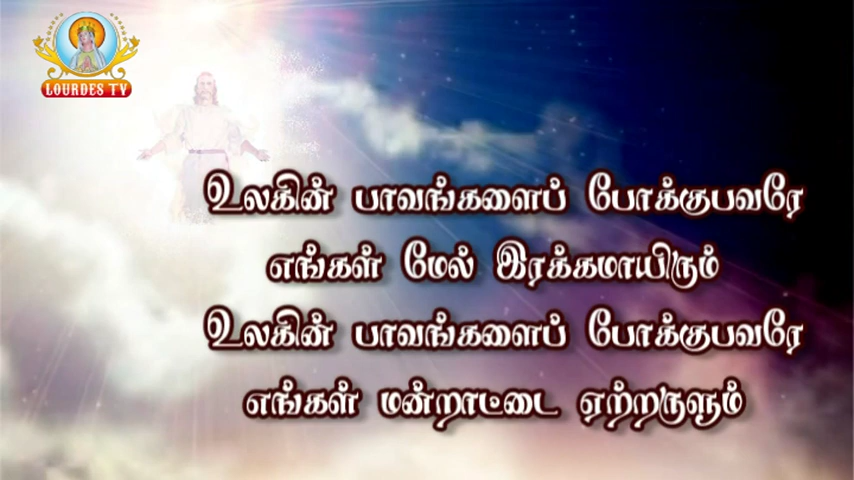 LOURDES TV
உலகின் பாவங்களைப் போக்குபவரே
எங்கள் மேல் இரக்கமாயிரும்
உலகின் பாவங்களைப் போக்குபவரே
எங்கள் மன்றாட்டை ஏற்றருளும்